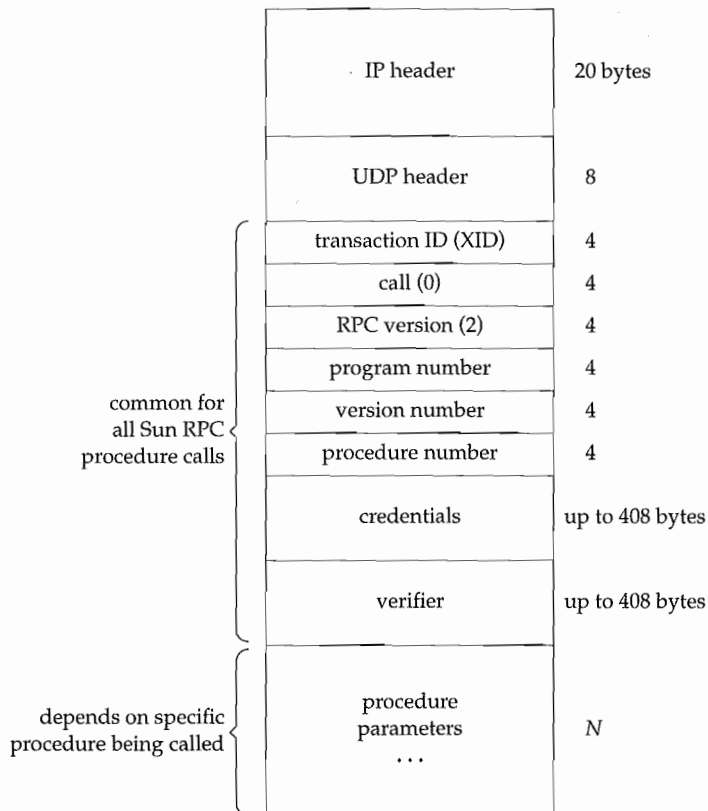 IP header
20 bytes
UDP header
8
transaction ID (XID)
4
call (0)
4
RPC version (2)
4
program number
4
common for
all Sun RPC
procedure calls
version number
4
procedure number
4
credentials
up to 408 bytes
verifier
up to 408 bytes
depends on specific
procedure being called
procedure
parameters
...
N